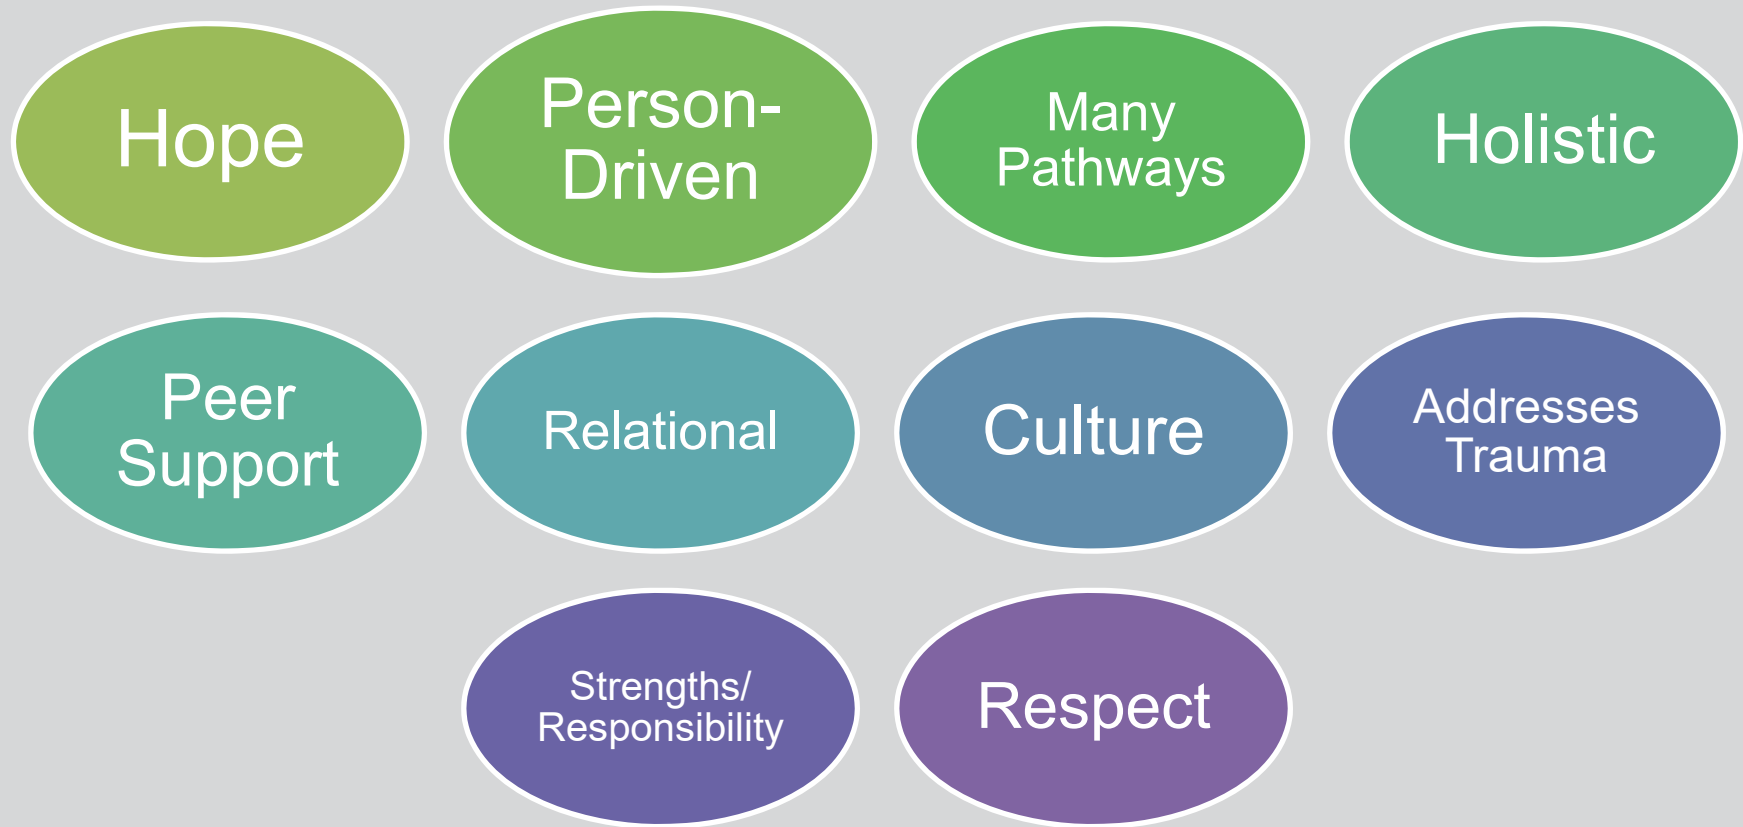 Hope
Person-
Driven
Many
Pathways
Holistic
Peer
Support
Relational
Culture
Addresses
Trauma
Strengths/
Responsibility
Respect